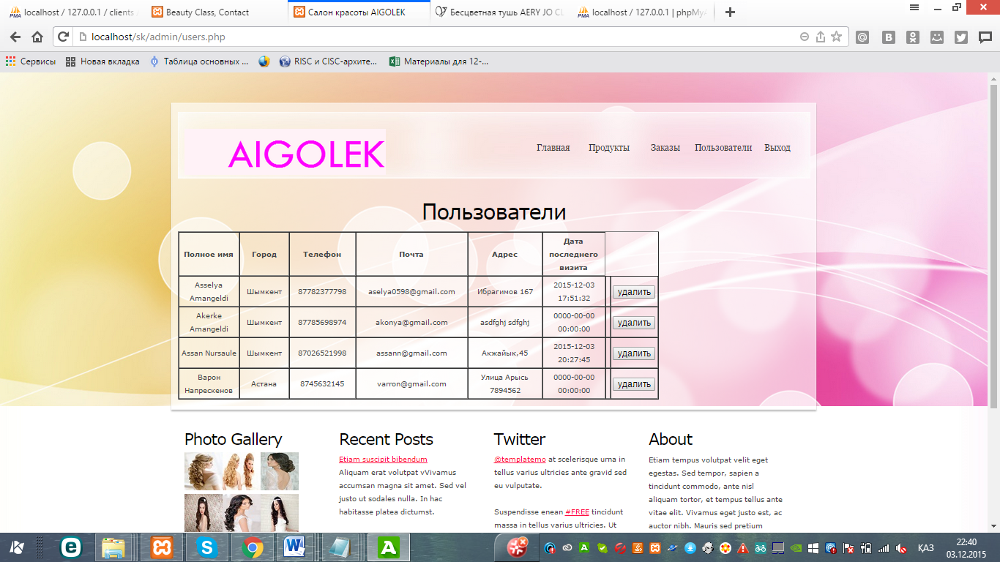 localhost / 127.0.0.1 / clients
Beauty Class, Contact
Салон красоты AIGOLEK
Бесцветная тушь AERY JO CL
localhost / 127.0.0.1 | phpMyA
localhost/sk/admin/users.php
Сервисы
Новая вкладка
Таблица основных ...
RISC и CISC-архите...
Материалы для 12-...
AIGOLEK
Главная Продукты Заказы Пользователи Выход
Пользователи
Полное имя Город Телефон Почта Адрес Дата последнего визита
Asselya Amangeldi Шымкент 87782377798 aselya0598@gmail.com Ибрагимов 167 2015-12-03 17:51:32 удалить
Akerke Amangeldi Шымкент 87785698974 akonya@gmail.com asdfghj sdfghj 0000-00-00 00:00:00 удалить
Assan Nursaule Шымкент 87026521998 assann@gmail.com Акжайык,45 2015-12-03 20:27:45 удалить
Варон Напрескенов Астана 8745632145 varron@gmail.com Улица Арысь 7894562 0000-00-00 00:00:00 удалить
Photo Gallery
Recent Posts
Etiam suscipit bibendum
Aliquam erat volutpat vVivamus
accumsan magna sit amet. Sed vel
justo ut sodales nulla. In hac
habitasse platea dictumst.
Twitter
@templatemo at scelerisque urna in
tellus varius ultricies ante gravid sed
eu vulputate.
Suspendisse enean #FREE tincidunt
massa in tellus varius ultricies. Ut
About
Etiam tempus volutpat velit eget
egestas. Sed tempor, sapien a
tincidunt commodo, ante nisl
aliquam tortor, et tempus tellus ante
vitae elit. Vivamus eget justo est, ac
auctor nibh. Mauris sed pretium
ҚАЗ
22:40
03.12.2015